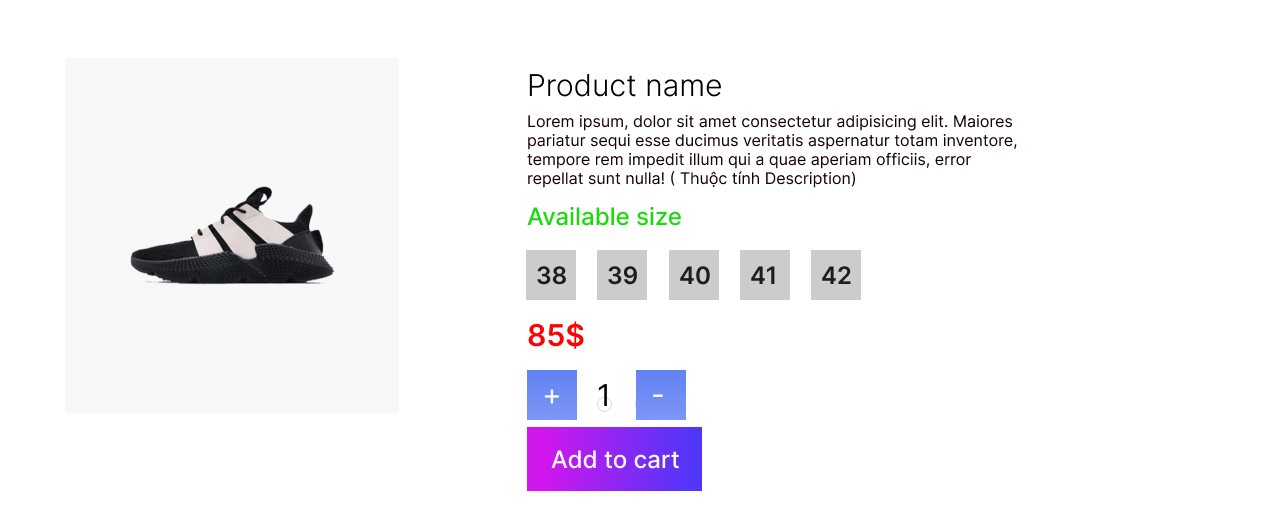 Product name
Lorem ipsum, dolor sit amet consectetur adipisicing elit. Maiores
pariatur sequi esse ducimus veritatis aspernatur totam inventore,
tempore rem impedit illum qui a quae aperiam officiis, error
repellat sunt nulla! ( Thuộc tính Description)
Available size
38 39 40 41 42
85$
+ 1 -
Add to cart